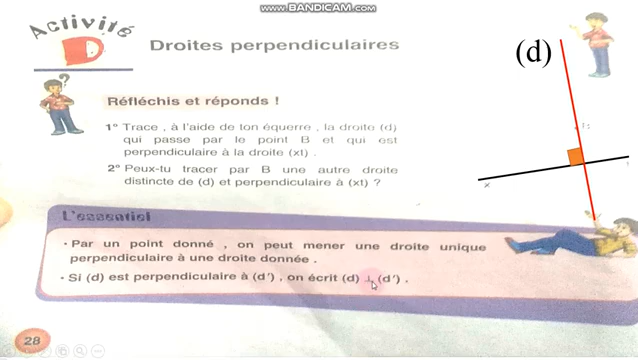 www.BANDICAM.com
Activité
D
Droites perpendiculaires
(d)
Réfléchis et réponds !
B
1° Trace , à l'aide de ton équerre , la droite (d)
qui passe par le point B et qui est
perpendiculaire à la droite (xt) .
2° Peux-tu tracer par B une autre droite
distincte de (d) et perpendiculaire à (xt) ?
x
L'essentiel
• Par un point donné , on peut mener une droite unique
perpendiculaire à une droite donnée .
• Si (d) est perpendiculaire à (d') , on écrit (d) ⊥ (d') .
28